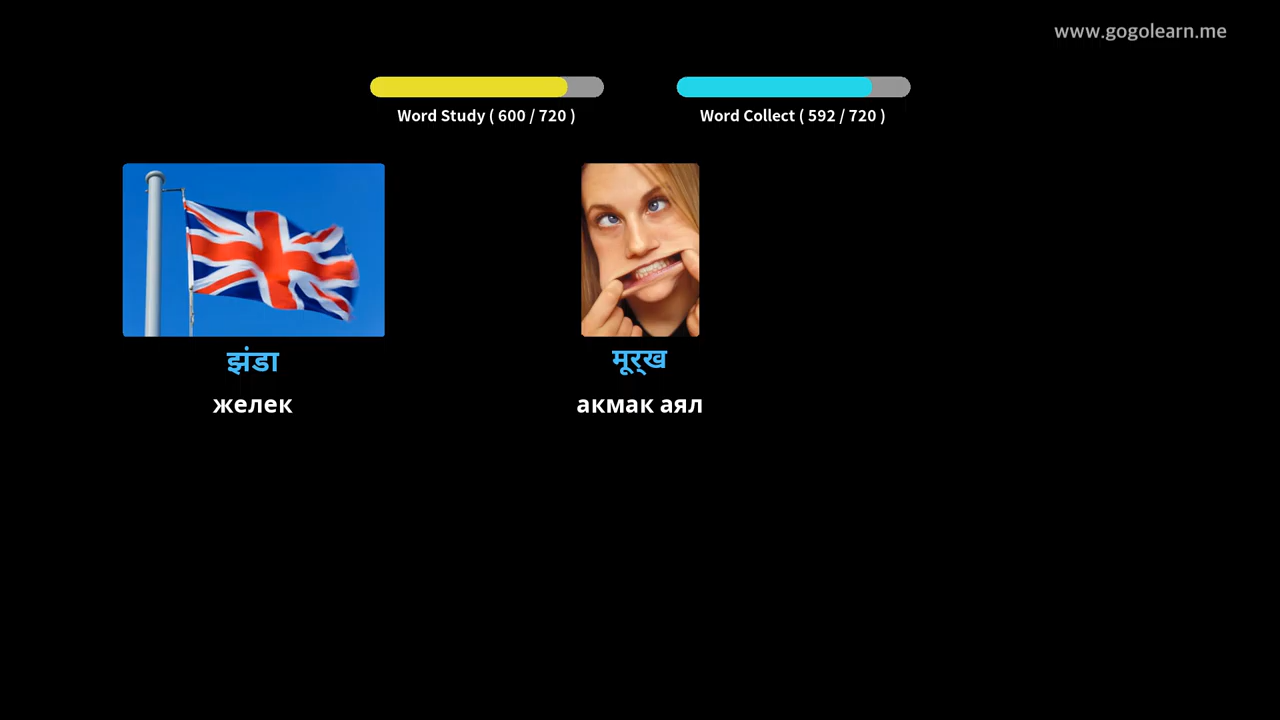 www.gogolearn.me
Word Study ( 600 / 720 )
Word Collect ( 592 / 720 )
झंडा
मूर्ख
желек
акмак аял